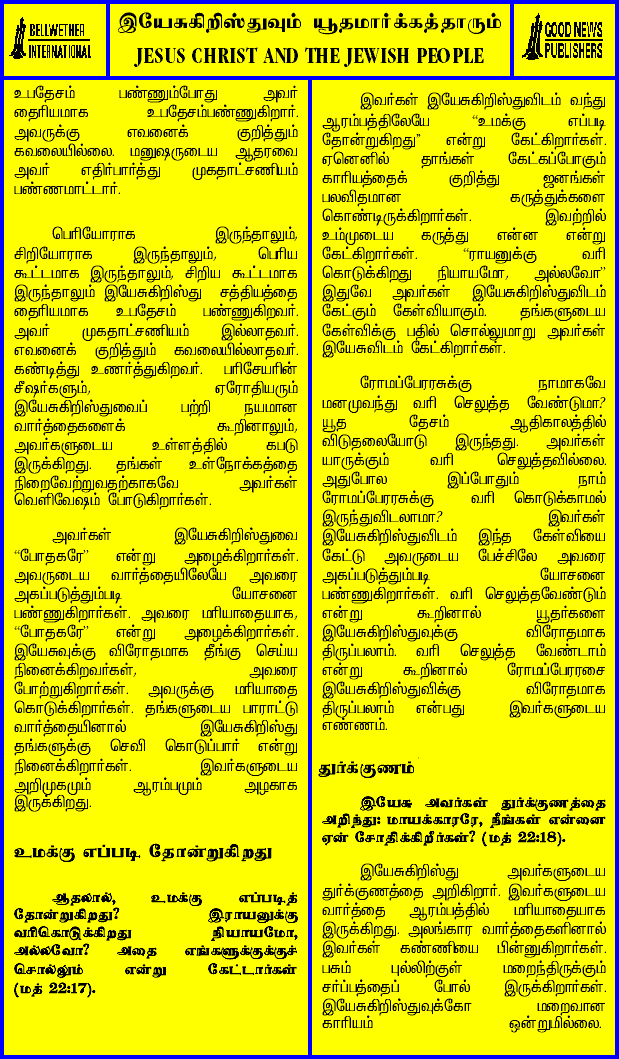 BELLWETHER
INTERNATIONAL
இயேசுகிறிஸ்துவும் யூதமார்க்கத்தாரும்
JESUS CHRIST AND THE JEWISH PEOPLE
GOOD NEWS
PUBLISHERS
உபதேசம் பண்ணும்போது அவர்
தைரியமாக உபதேசம்பண்ணுகிறார்.
அவருக்கு எவனைக் குறித்தும்
கவலையில்லை. மனுஷருடைய ஆதரவை
அவர் எதிர்பார்த்து முகதாட்சணியம்
பண்ணமாட்டார்.
பெரியோராக இருந்தாலும்,
சிறியோராக இருந்தாலும், பெரிய
கூட்டமாக இருந்தாலும், சிறிய கூட்டமாக
இருந்தாலும் இயேசுகிறிஸ்து சத்தியத்தை
தைரியமாக உபதேசம் பண்ணுகிறவர்.
அவர் முகதாட்சணியம் இல்லாதவர்.
எவனைக் குறித்தும் கவலையில்லாதவர்.
கண்டித்து உணர்த்துகிறவர். பரிசேயரின்
சீஷர்களும், ஏரோதியரும்
இயேசுகிறிஸ்துவைப் பற்றி நயமான
வார்த்தைகளைக் கூறினாலும்,
அவர்களுடைய உள்ளத்தில் கபடு
இருக்கிறது. தங்கள் உள்நோக்கத்தை
நிறைவேற்றுவதற்காகவே அவர்கள்
வெளிவேஷம் போடுகிறார்கள்.
அவர்கள் இயேசுகிறிஸ்துவை
“போதகரே” என்று அழைக்கிறார்கள்.
அவருடைய வார்த்தையிலேயே அவரை
அகப்படுத்தும்படி யோசனை
பண்ணுகிறார்கள். அவரை மரியாதையாக,
“போதகரே” என்று அழைக்கிறார்கள்.
இயேசுவுக்கு விரோதமாக தீங்கு செய்ய
நினைக்கிறவர்கள், அவரை
போற்றுகிறார்கள். அவருக்கு மரியாதை
கொடுக்கிறார்கள். தங்களுடைய பாராட்டு
வார்த்தையினால் இயேசுகிறிஸ்து
தங்களுக்கு செவி கொடுப்பார் என்று
நினைக்கிறார்கள். இவர்களுடைய
அறிமுகமும் ஆரம்பமும் அழகாக
இருக்கிறது.
உமக்கு எப்படி தோன்றுகிறது
ஆதலால், உமக்கு எப்படித்
தோன்றுகிறது? இராயனுக்கு
வரிகொடுக்கிறது நியாயமோ,
அல்லவோ? அதை எங்களுக்குக்குச்
சொல்லும் என்று கேட்டார்கள்
(மத் 22:17).
இவர்கள் இயேசுகிறிஸ்துவிடம் வந்து
ஆரம்பத்திலேயே “உமக்கு எப்படி
தோன்றுகிறது” என்று கேட்கிறார்கள்.
ஏனெனில் தாங்கள் கேட்கப்போகும்
காரியத்தைக் குறித்து ஜனங்கள்
பலவிதமான கருத்துக்களை
கொண்டிருக்கிறார்கள். இவற்றில்
உம்முடைய கருத்து என்ன என்று
கேட்கிறார்கள். “ராயனுக்கு வரி
கொடுக்கிறது நியாயமோ, அல்லவோ”
இதுவே அவர்கள் இயேசுகிறிஸ்துவிடம்
கேட்கும் கேள்வியாகும். தங்களுடைய
கேள்விக்கு பதில் சொல்லுமாறு அவர்கள்
இயேசுவிடம் கேட்கிறார்கள்.
ரோமப்பேரரசுக்கு நாமாகவே
மனமுவந்து வரி செலுத்த வேண்டுமா?
யூத தேசம் ஆதிகாலத்தில்
விடுதலையோடு இருந்தது. அவர்கள்
யாருக்கும் வரி செலுத்தவில்லை.
அதுபோல இப்போதும் நாம்
ரோமப்பேரரசுக்கு வரி கொடுக்காமல்
இருந்துவிடலாமா? இவர்கள்
இயேசுகிறிஸ்துவிடம் இந்த கேள்வியை
கேட்டு அவருடைய பேச்சிலே அவரை
அகப்படுத்தும்படி யோசனை
பண்ணுகிறார்கள். வரி செலுத்தவேண்டும்
என்று கூறினால் யூதர்களை
இயேசுகிறிஸ்துவுக்கு விரோதமாக
திருப்பலாம். வரி செலுத்த வேண்டாம்
என்று கூறினால் ரோமப்பேரரசை
இயேசுகிறிஸ்துவிக்கு விரோதமாக
திருப்பலாம் என்பது இவர்களுடைய
எண்ணம்.
துர்க்குணம்
இயேசு அவர்கள் துர்க்குணத்தை
அறிந்து: மாயக்காரரே, நீங்கள் என்னை
ஏன் சோதிக்கிறீர்கள்? (மத் 22:18).
இயேசுகிறிஸ்து அவர்களுடைய
துர்க்குணத்தை அறிகிறார். இவர்களுடைய
வார்த்தை ஆரம்பத்தில் மரியாதையாக
இருக்கிறது. அலங்கார வார்த்தைகளினால்
இவர்கள் கண்ணியை பின்னுகிறார்கள்.
பசும் புல்லிற்குள் மறைந்திருக்கும்
சர்ப்பத்தைப் போல் இருக்கிறார்கள்.
இயேசுகிறிஸ்துவுக்கோ மறைவான
காரியம் ஒன்றுமில்லை.